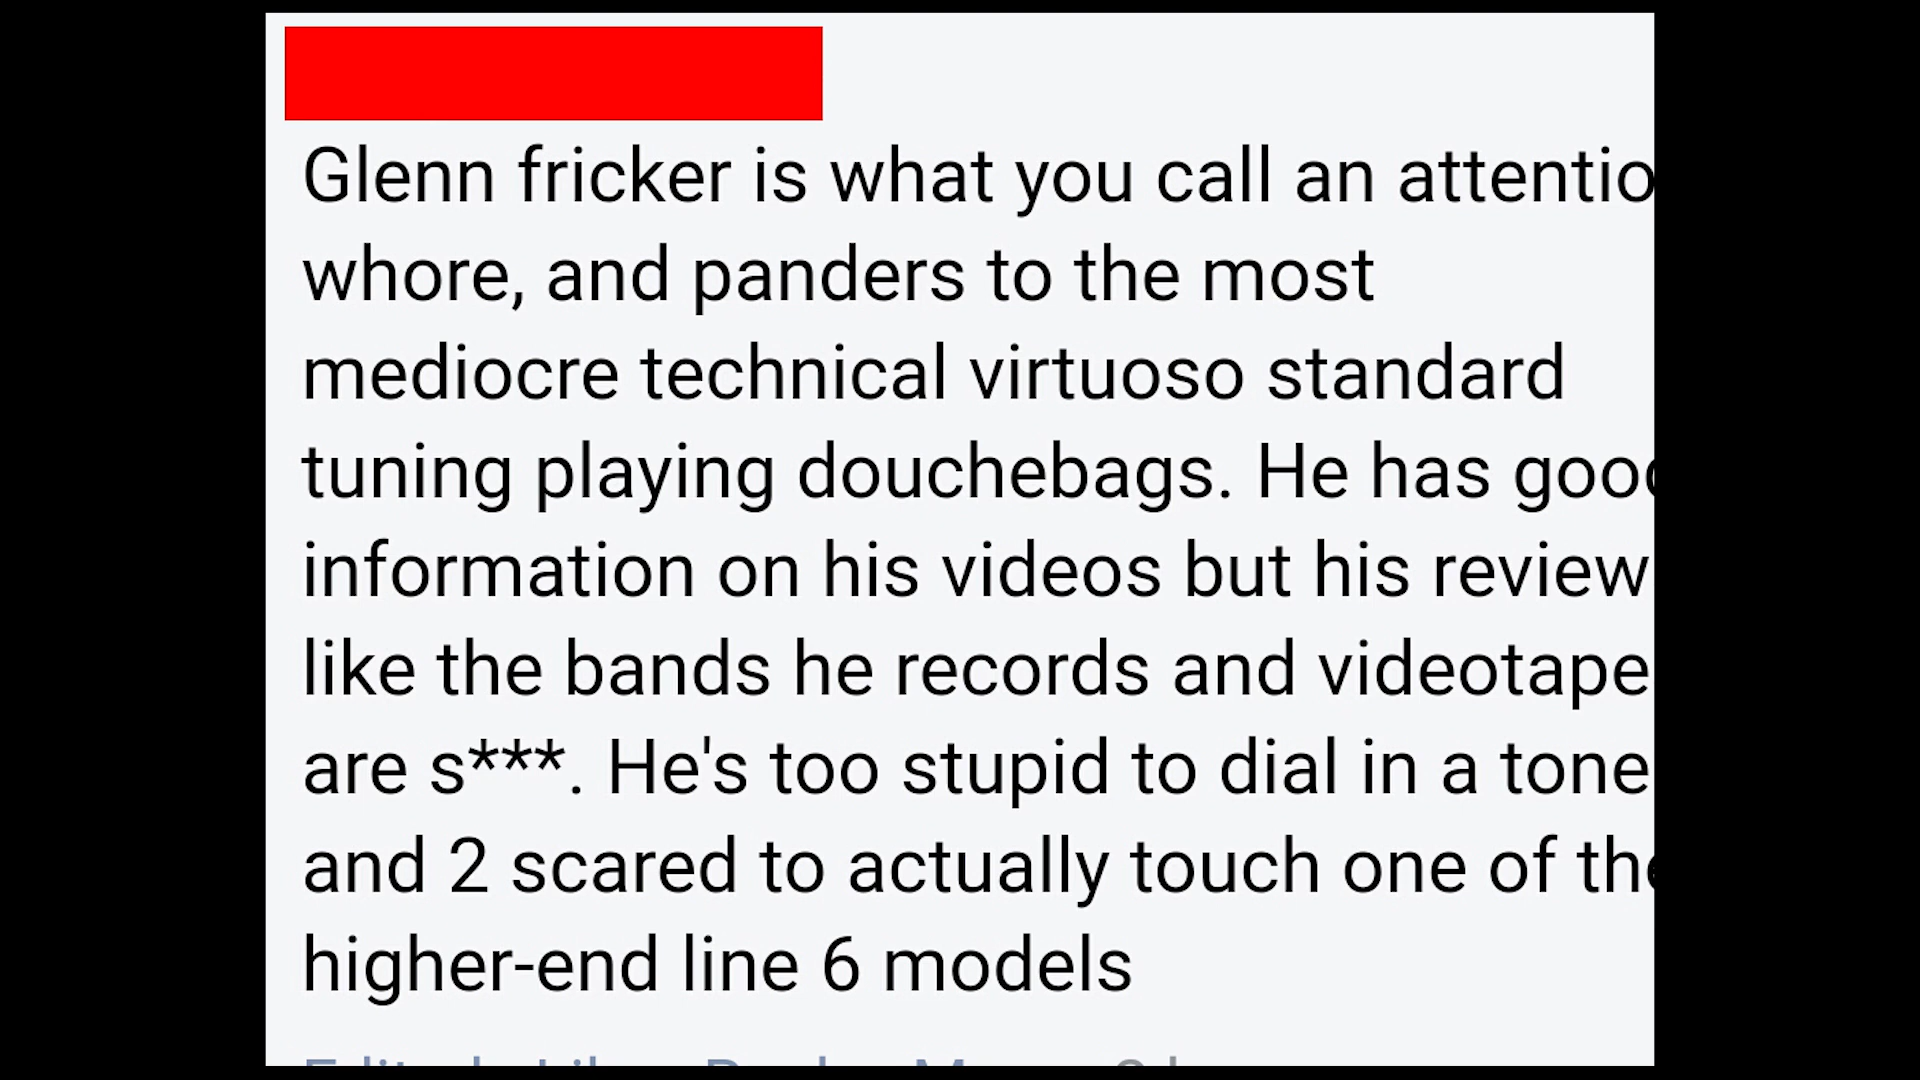 Glenn fricker is what you call an attentio
whore, and panders to the most
mediocre technical virtuoso standard
tuning playing douchebags. He has good
information on his videos but his review
like the bands he records and videotape
are s***. He's too stupid to dial in a tone
and 2 scared to actually touch one of the
higher-end line 6 models